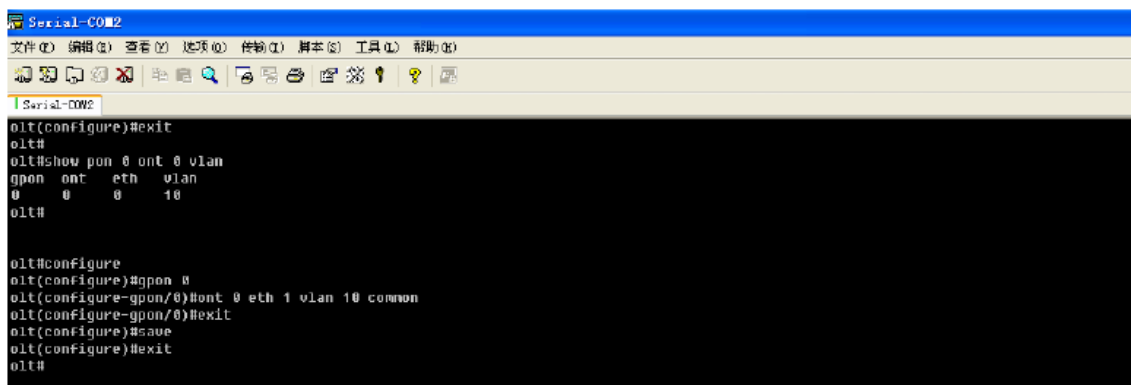 Serial-COM2
文件(F) 编辑(E) 查看(V) 选项(O) 传输(T) 脚本(S) 工具(L) 帮助(H)
Serial-COM2
olt(configure)#exit
olt#
olt#show pon 0 ont 0 vlan
gpon ont eth vlan
0 0 0 10
olt#
olt#configure
olt(configure)#gpon 0
olt(configure-gpon/0)#ont 0 eth 1 vlan 10 common
olt(configure-gpon/0)#exit
olt(configure)#save
olt(configure)#exit
olt#